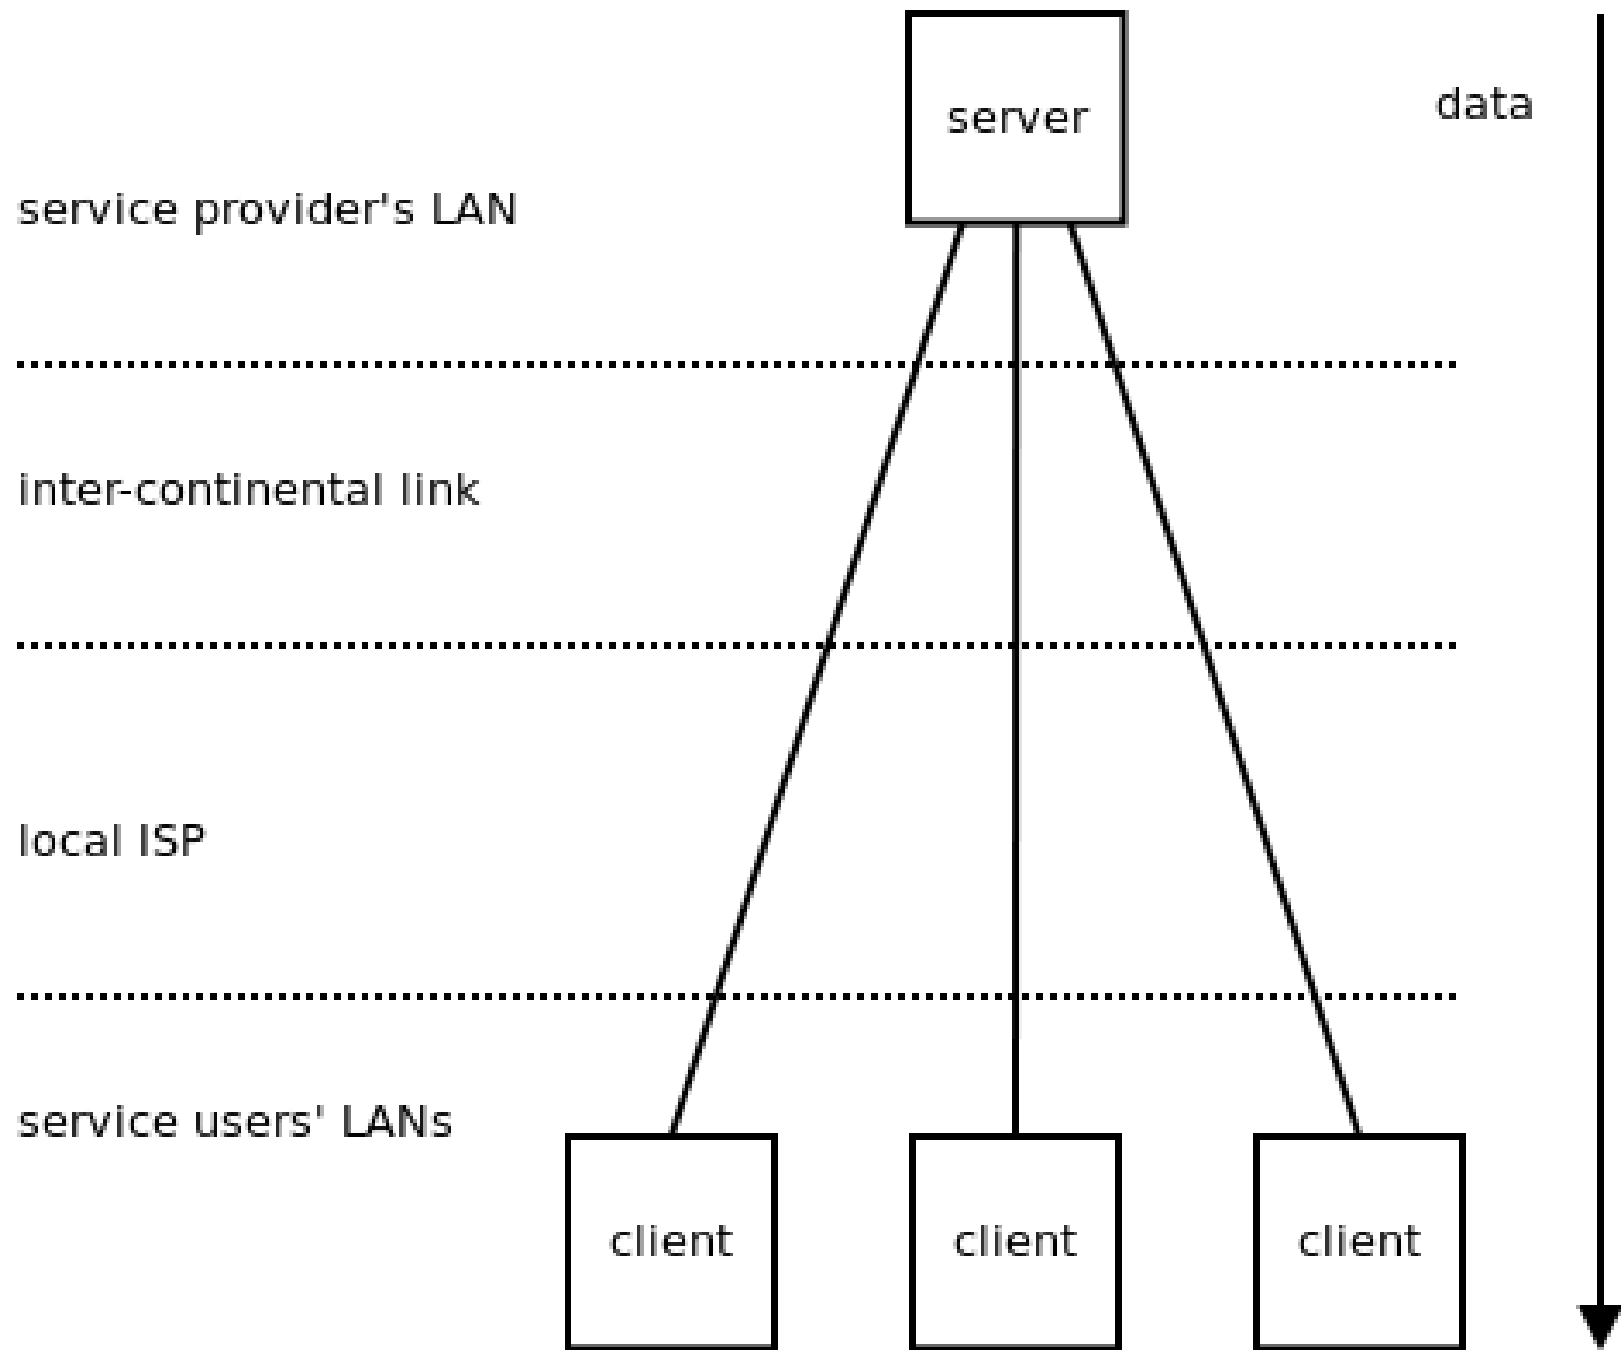 server
data
service provider's LAN
inter-continental link
local ISP
service users' LANs
client
client
client